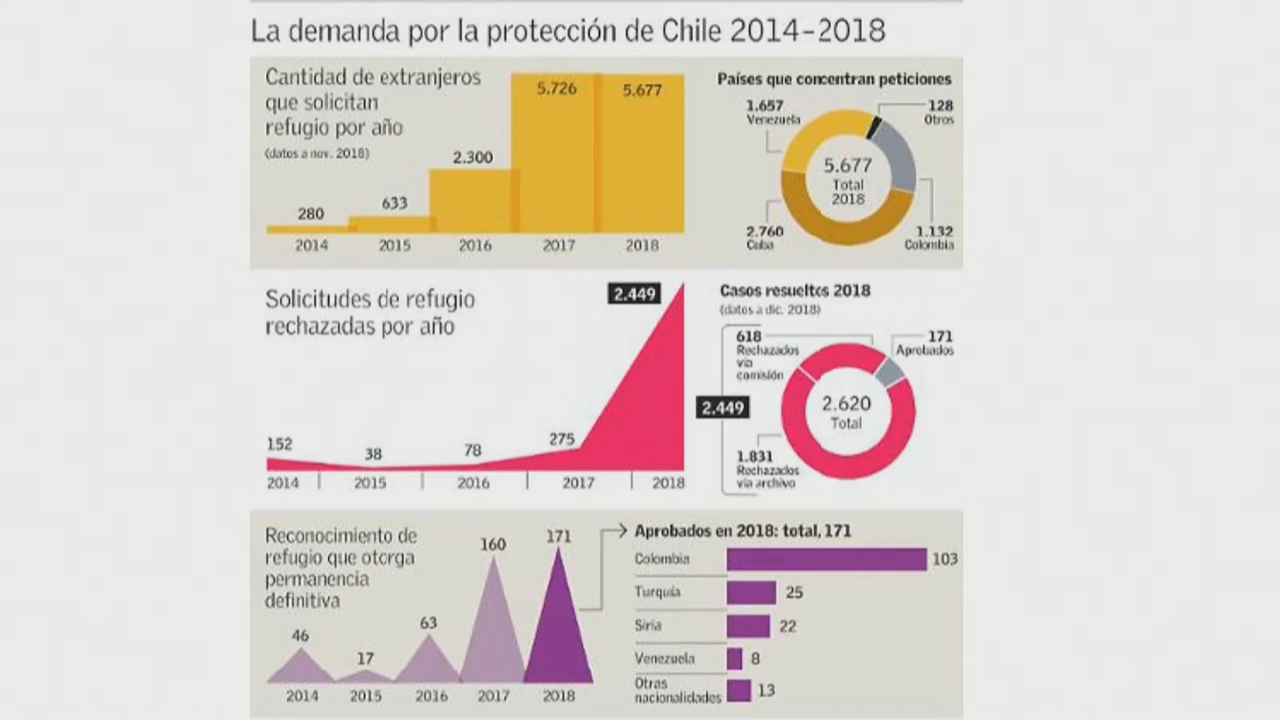 La demanda por la protección de Chile 2014-2018
Cantidad de extranjeros
que solicitan
refugio por año
(datos a nov. 2018)
280
633
2.300
5.726
5.677
2014
2015
2016
2017
2018
Países que concentran peticiones
1.657
Venezuela
128
Otros
5.677
Total
2018
2.760
Cuba
1.132
Colombia
Solicitudes de refugio
rechazadas por año
152
38
78
275
2.449
2014
2015
2016
2017
2018
Casos resueltos 2018
(datos a dic. 2018)
618
Rechazados
vía
comisión
171
Aprobados
2.449
2.620
Total
1.831
Rechazados
vía archivo
Reconocimiento de
refugio que otorga
permanencia
definitiva
46
17
63
160
171
2014
2015
2016
2017
2018
Aprobados en 2018: total, 171
Colombia 103
Turquía 25
Siria 22
Venezuela 8
Otras
nacionalidades 13